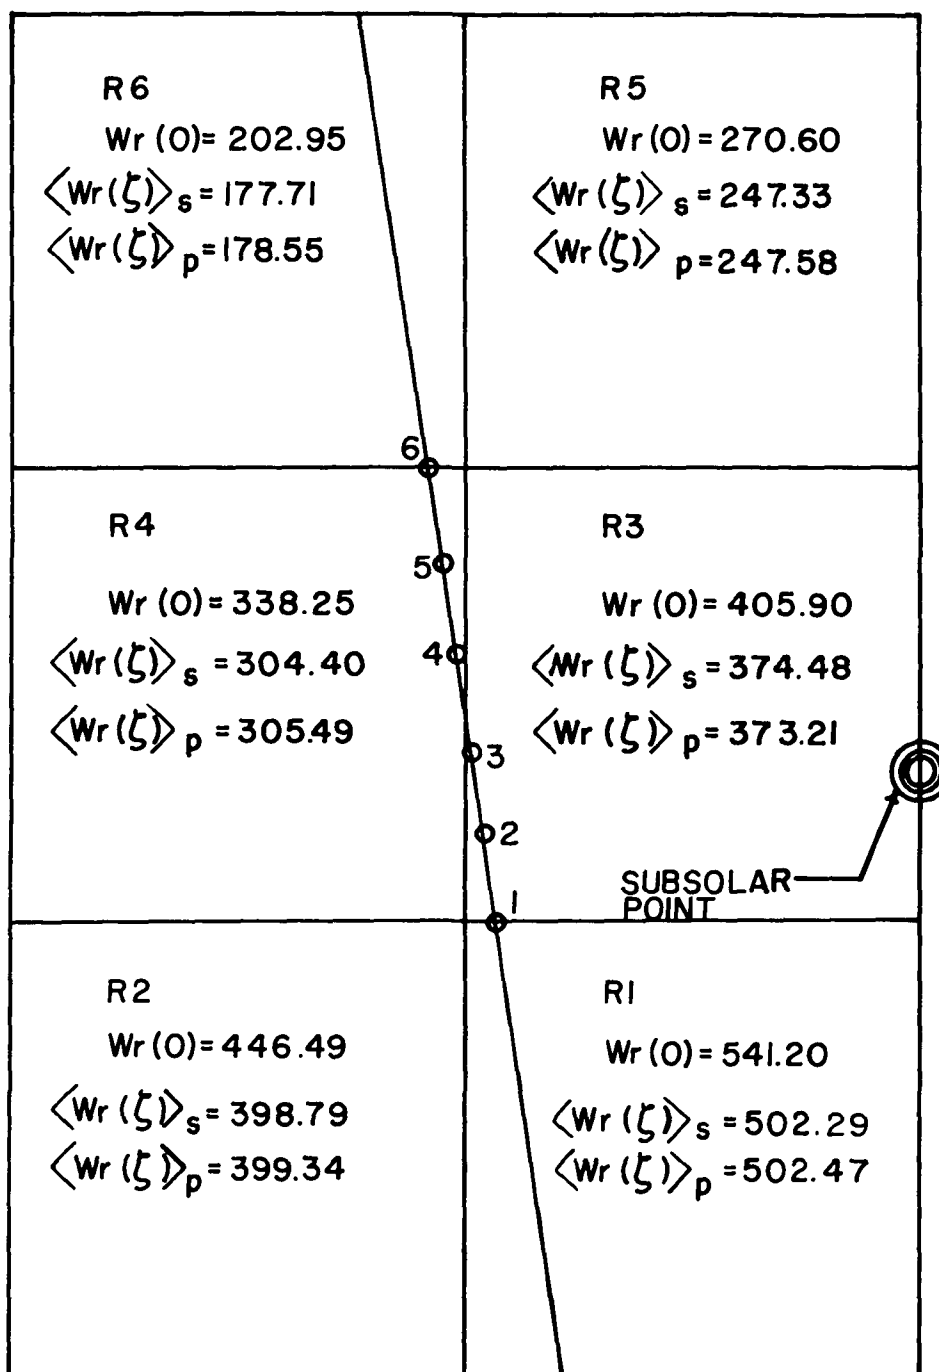 R6
Wr (0)= 202.95
⟨Wr(ζ)⟩s = 177.71
⟨Wr(ζ)⟩p = 178.55
R5
Wr (0) = 270.60
⟨Wr(ζ)⟩s = 247.33
⟨Wr(ζ)⟩p = 247.58
6
R4
Wr (0) = 338.25
⟨Wr(ζ)⟩s = 304.40
⟨Wr(ζ)⟩p = 305.49
5
4
3
2
1
R3
Wr (0) = 405.90
⟨Wr(ζ)⟩s = 374.48
⟨Wr(ζ)⟩p = 373.21
SUBSOLAR
POINT
R2
Wr (0) = 446.49
⟨Wr(ζ)⟩s = 398.79
⟨Wr(ζ)⟩p = 399.34
R1
Wr (0) = 541.20
⟨Wr(ζ)⟩s = 502.29
⟨Wr(ζ)⟩p = 502.47